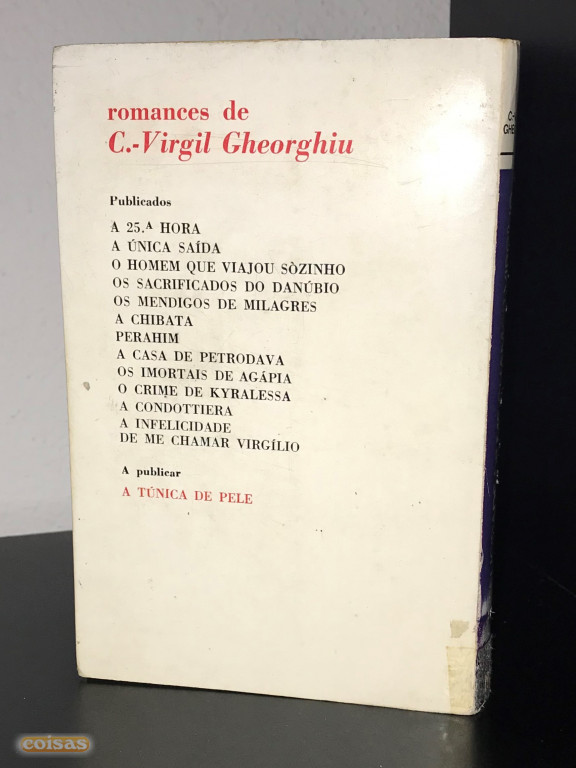 romances de
C.-Virgil Gheorghiu
Publicados
A 25.ª HORA
A ÚNICA SAÍDA
O HOMEM QUE VIAJOU SÒZINHO
OS SACRIFICADOS DO DANÚBIO
OS MENDIGOS DE MILAGRES
A CHIBATA
PERAHIM
A CASA DE PETRODAVA
OS IMORTAIS DE AGÁPIA
O CRIME DE KYRALESSA
A CONDOTTIERA
A INFELICIDADE
DE ME CHAMAR VIRGÍLIO
A publicar
A TÚNICA DE PELE
coisas